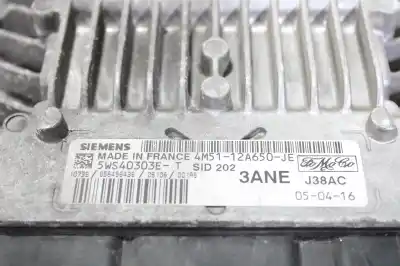 SIEMENS
MADE IN FRANCE 4M51-12A650-JE
5WS40303E-T SID 202
3ANE J38AC
05-04-16